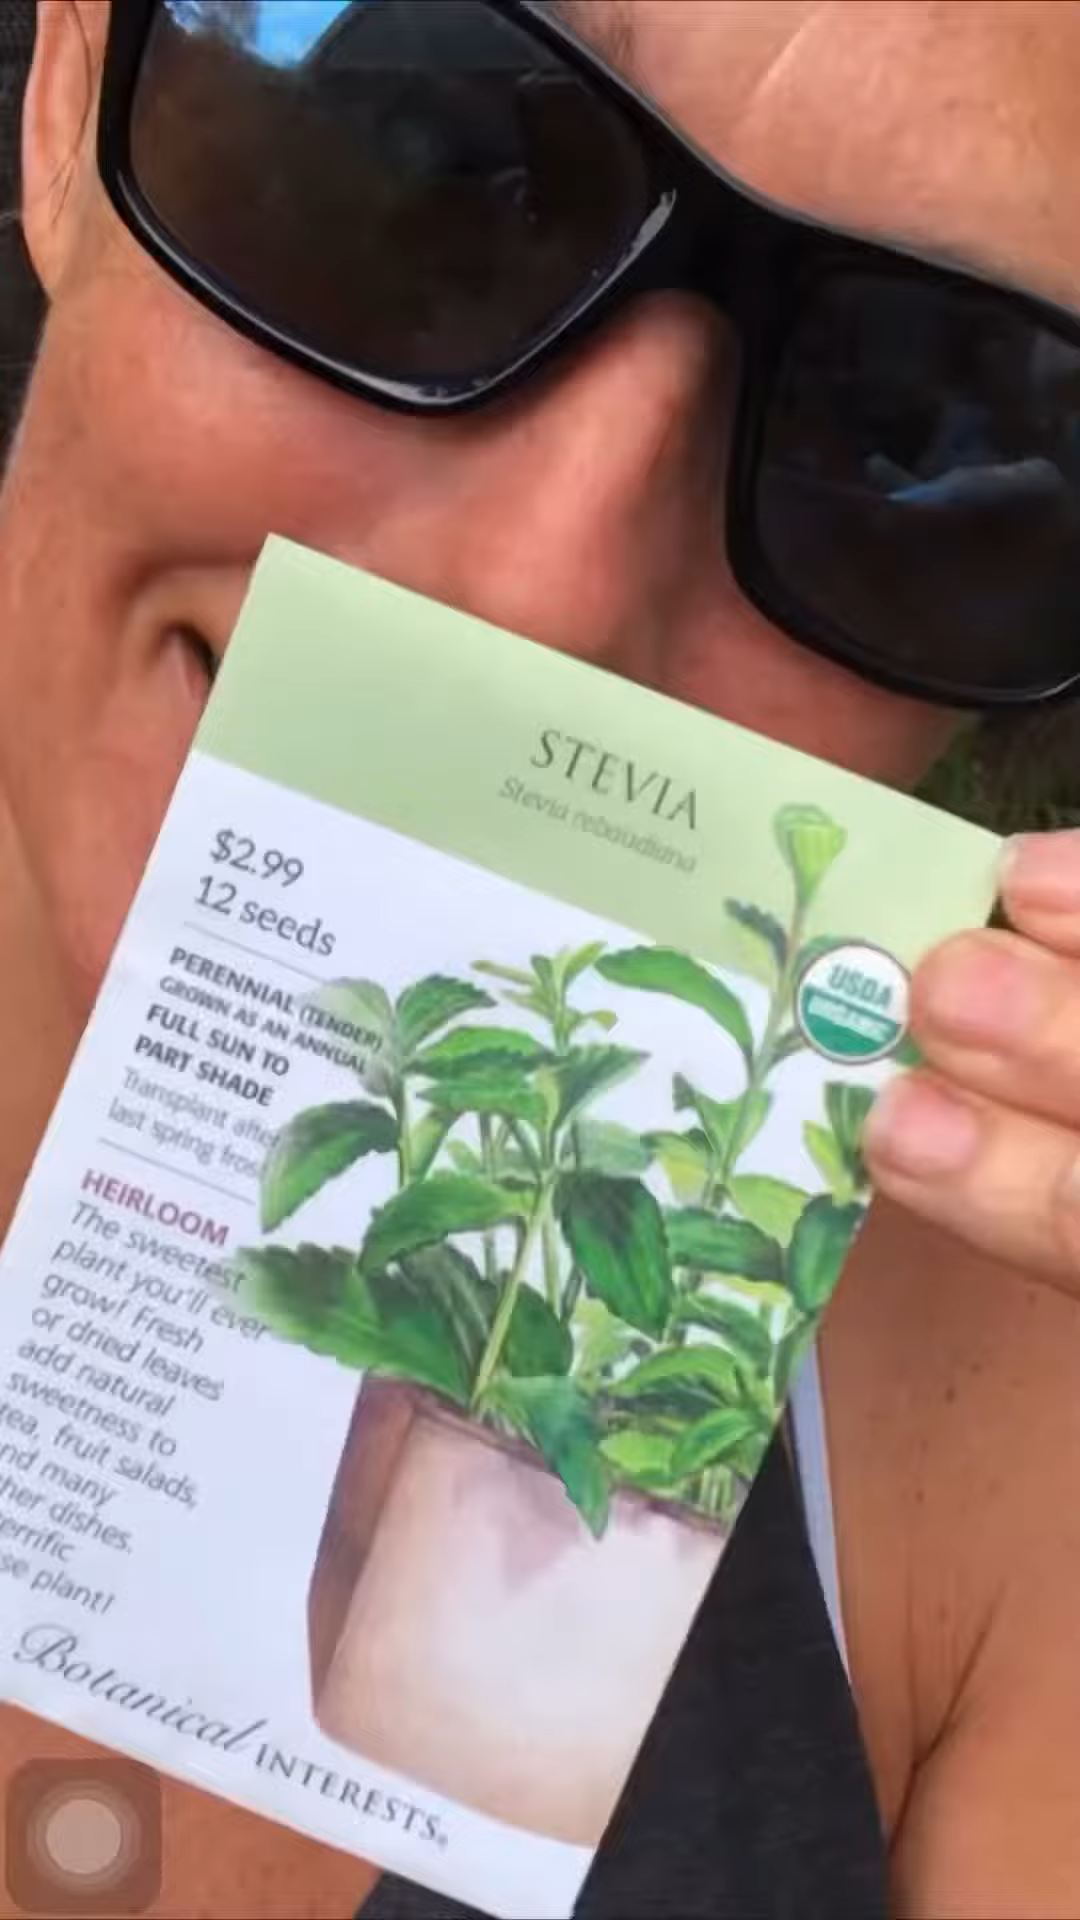 STEVIA
Stevia rebaudiana
$2.99
12 seeds
USDA
ORGANIC
PERENNIAL (TENDER)
GROWN AS AN ANNUAL
FULL SUN TO
PART SHADE
Transplant after
last spring frost
HEIRLOOM
The sweetest
plant you'll ever
grow! Fresh
or dried leaves
add natural
sweetness to
tea, fruit salads,
nd many
her dishes.
errific
se plant!
Botanical INTERESTS®